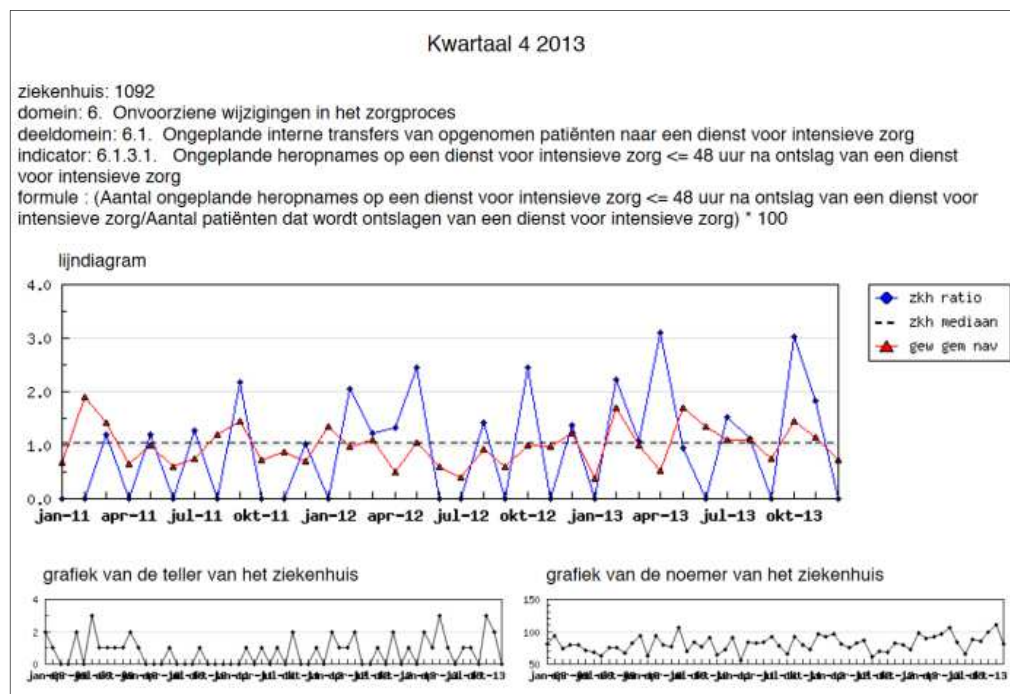 Kwartaal 4 2013
ziekenhuis: 1092
domein: 6. Onvoorziene wijzigingen in het zorgproces
deeldomein: 6.1. Ongeplande interne transfers van opgenomen patiënten naar een dienst voor intensieve zorg
indicator: 6.1.3.1. Ongeplande heropnames op een dienst voor intensieve zorg <= 48 uur na ontslag van een dienst
voor intensieve zorg
formule : (Aantal ongeplande heropnames op een dienst voor intensieve zorg <= 48 uur na ontslag van een dienst voor
intensieve zorg/Aantal patiënten dat wordt ontslagen van een dienst voor intensieve zorg) * 100
lijndiagram
4.0
3.0
2.0
1.0
0.0
jan-11 apr-11 jul-11 okt-11 jan-12 apr-12 jul-12 okt-12 jan-13 apr-13 jul-13 okt-13
zkh ratio
zkh mediaan
gew gem nav
grafiek van de teller van het ziekenhuis
4
2
0
grafiek van de noemer van het ziekenhuis
150
100
50